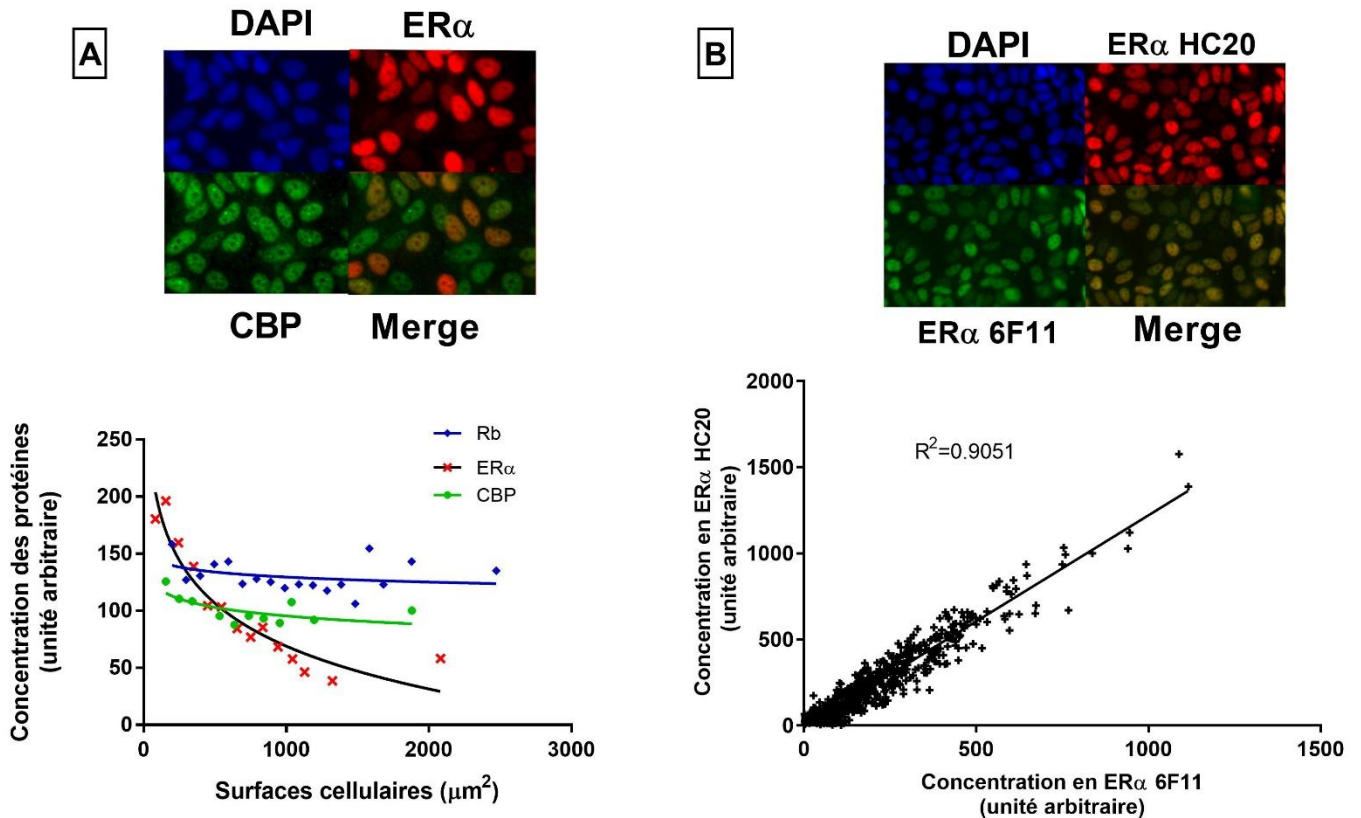 A
DAPI
ERα
CBP
Merge
Concentration des protéines
(unité arbitraire)
250
200
150
100
50
0
Rb
ERα
CBP
0
1000
2000
3000
Surfaces cellulaires (μm²)
B
DAPI
ERα HC20
ERα 6F11
Merge
Concentration en ERα HC20
(unité arbitraire)
2000
1500
1000
500
0
R²=0.9051
0
500
1000
1500
Concentration en ERα 6F11
(unité arbitraire)